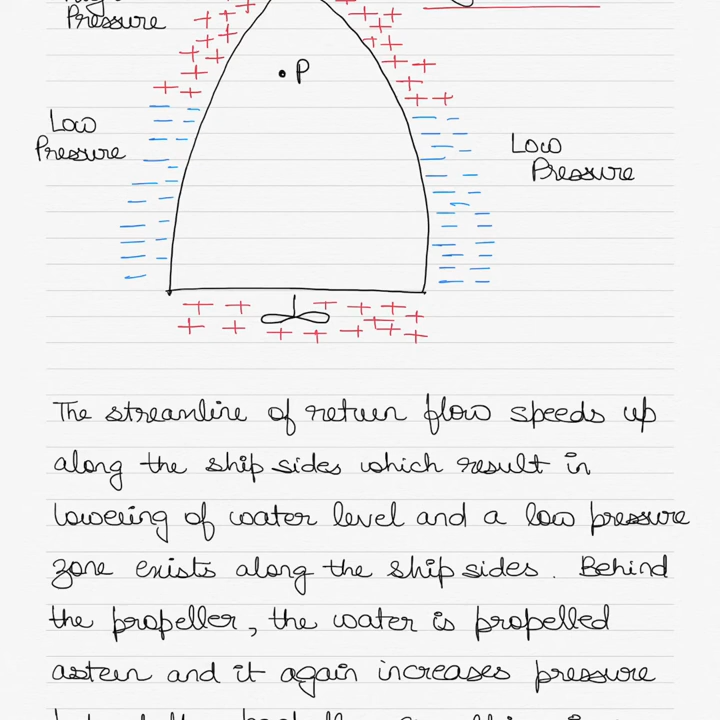 Pressure
P
Low
Pressure
Low
Pressure
The streamline of return flow speeds up
along the ship sides which result in
lowering of water level and a low pressure
zone exists along the ship sides. Behind
the propeller, the water is propelled
astern and it again increases pressure